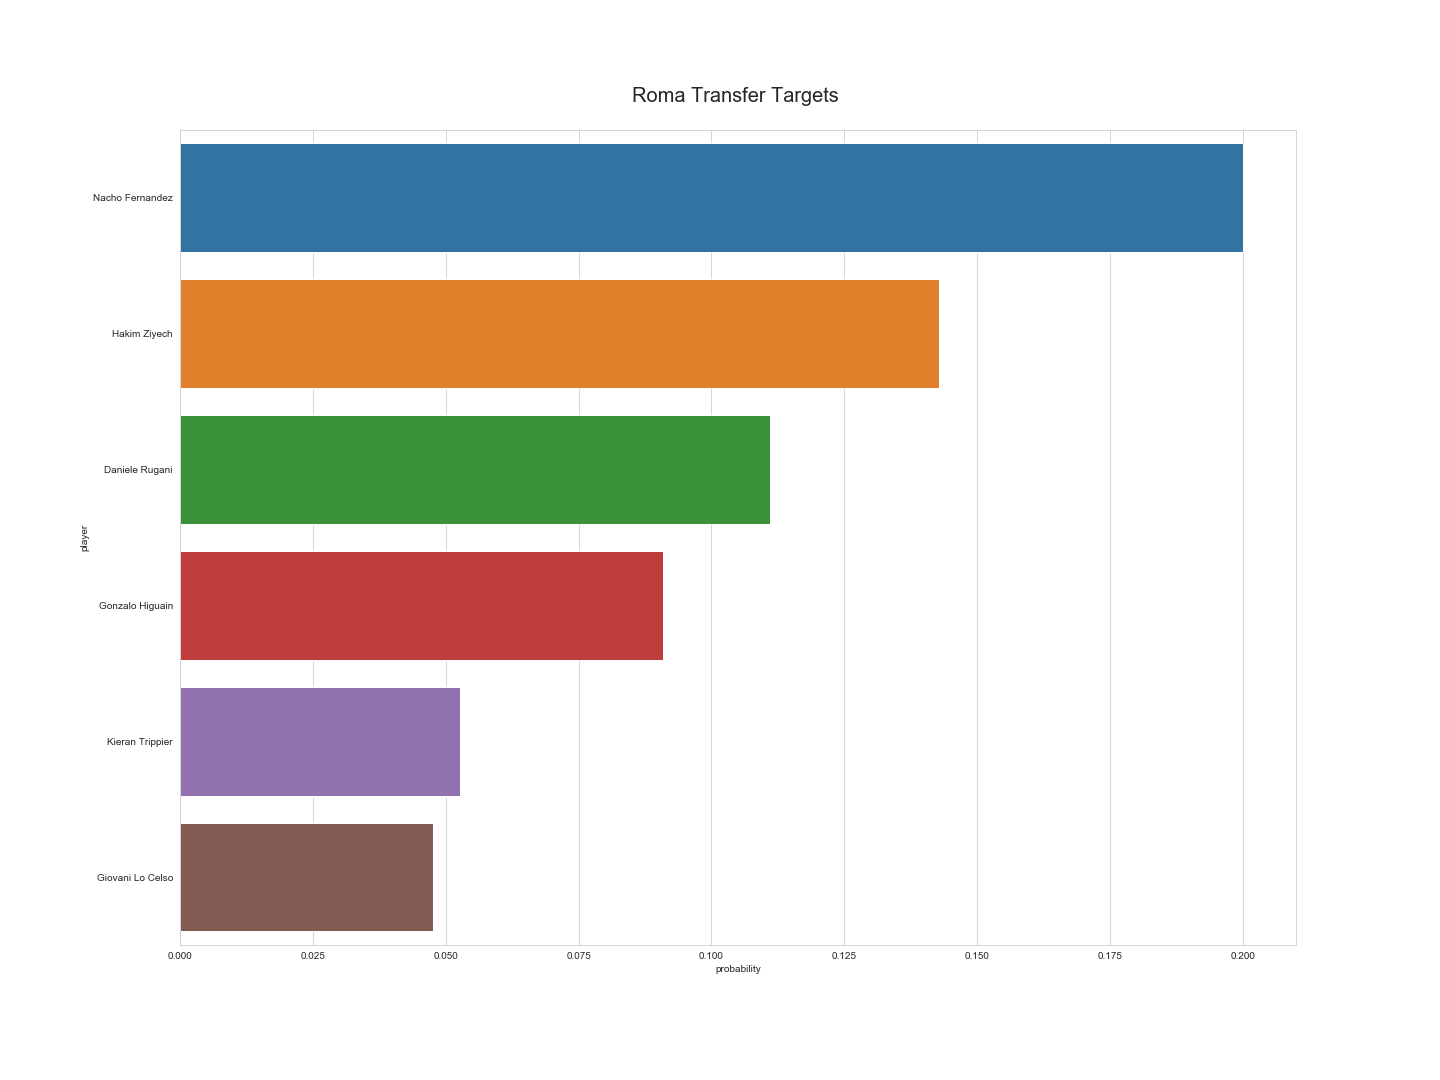 Roma Transfer Targets
Nacho Fernandez
Hakim Ziyech
Daniele Rugani
Gonzalo Higuain
Kieran Trippier
Giovani Lo Celso
player
0.000 0.025 0.050 0.075 0.100 0.125 0.150 0.175 0.200
probability